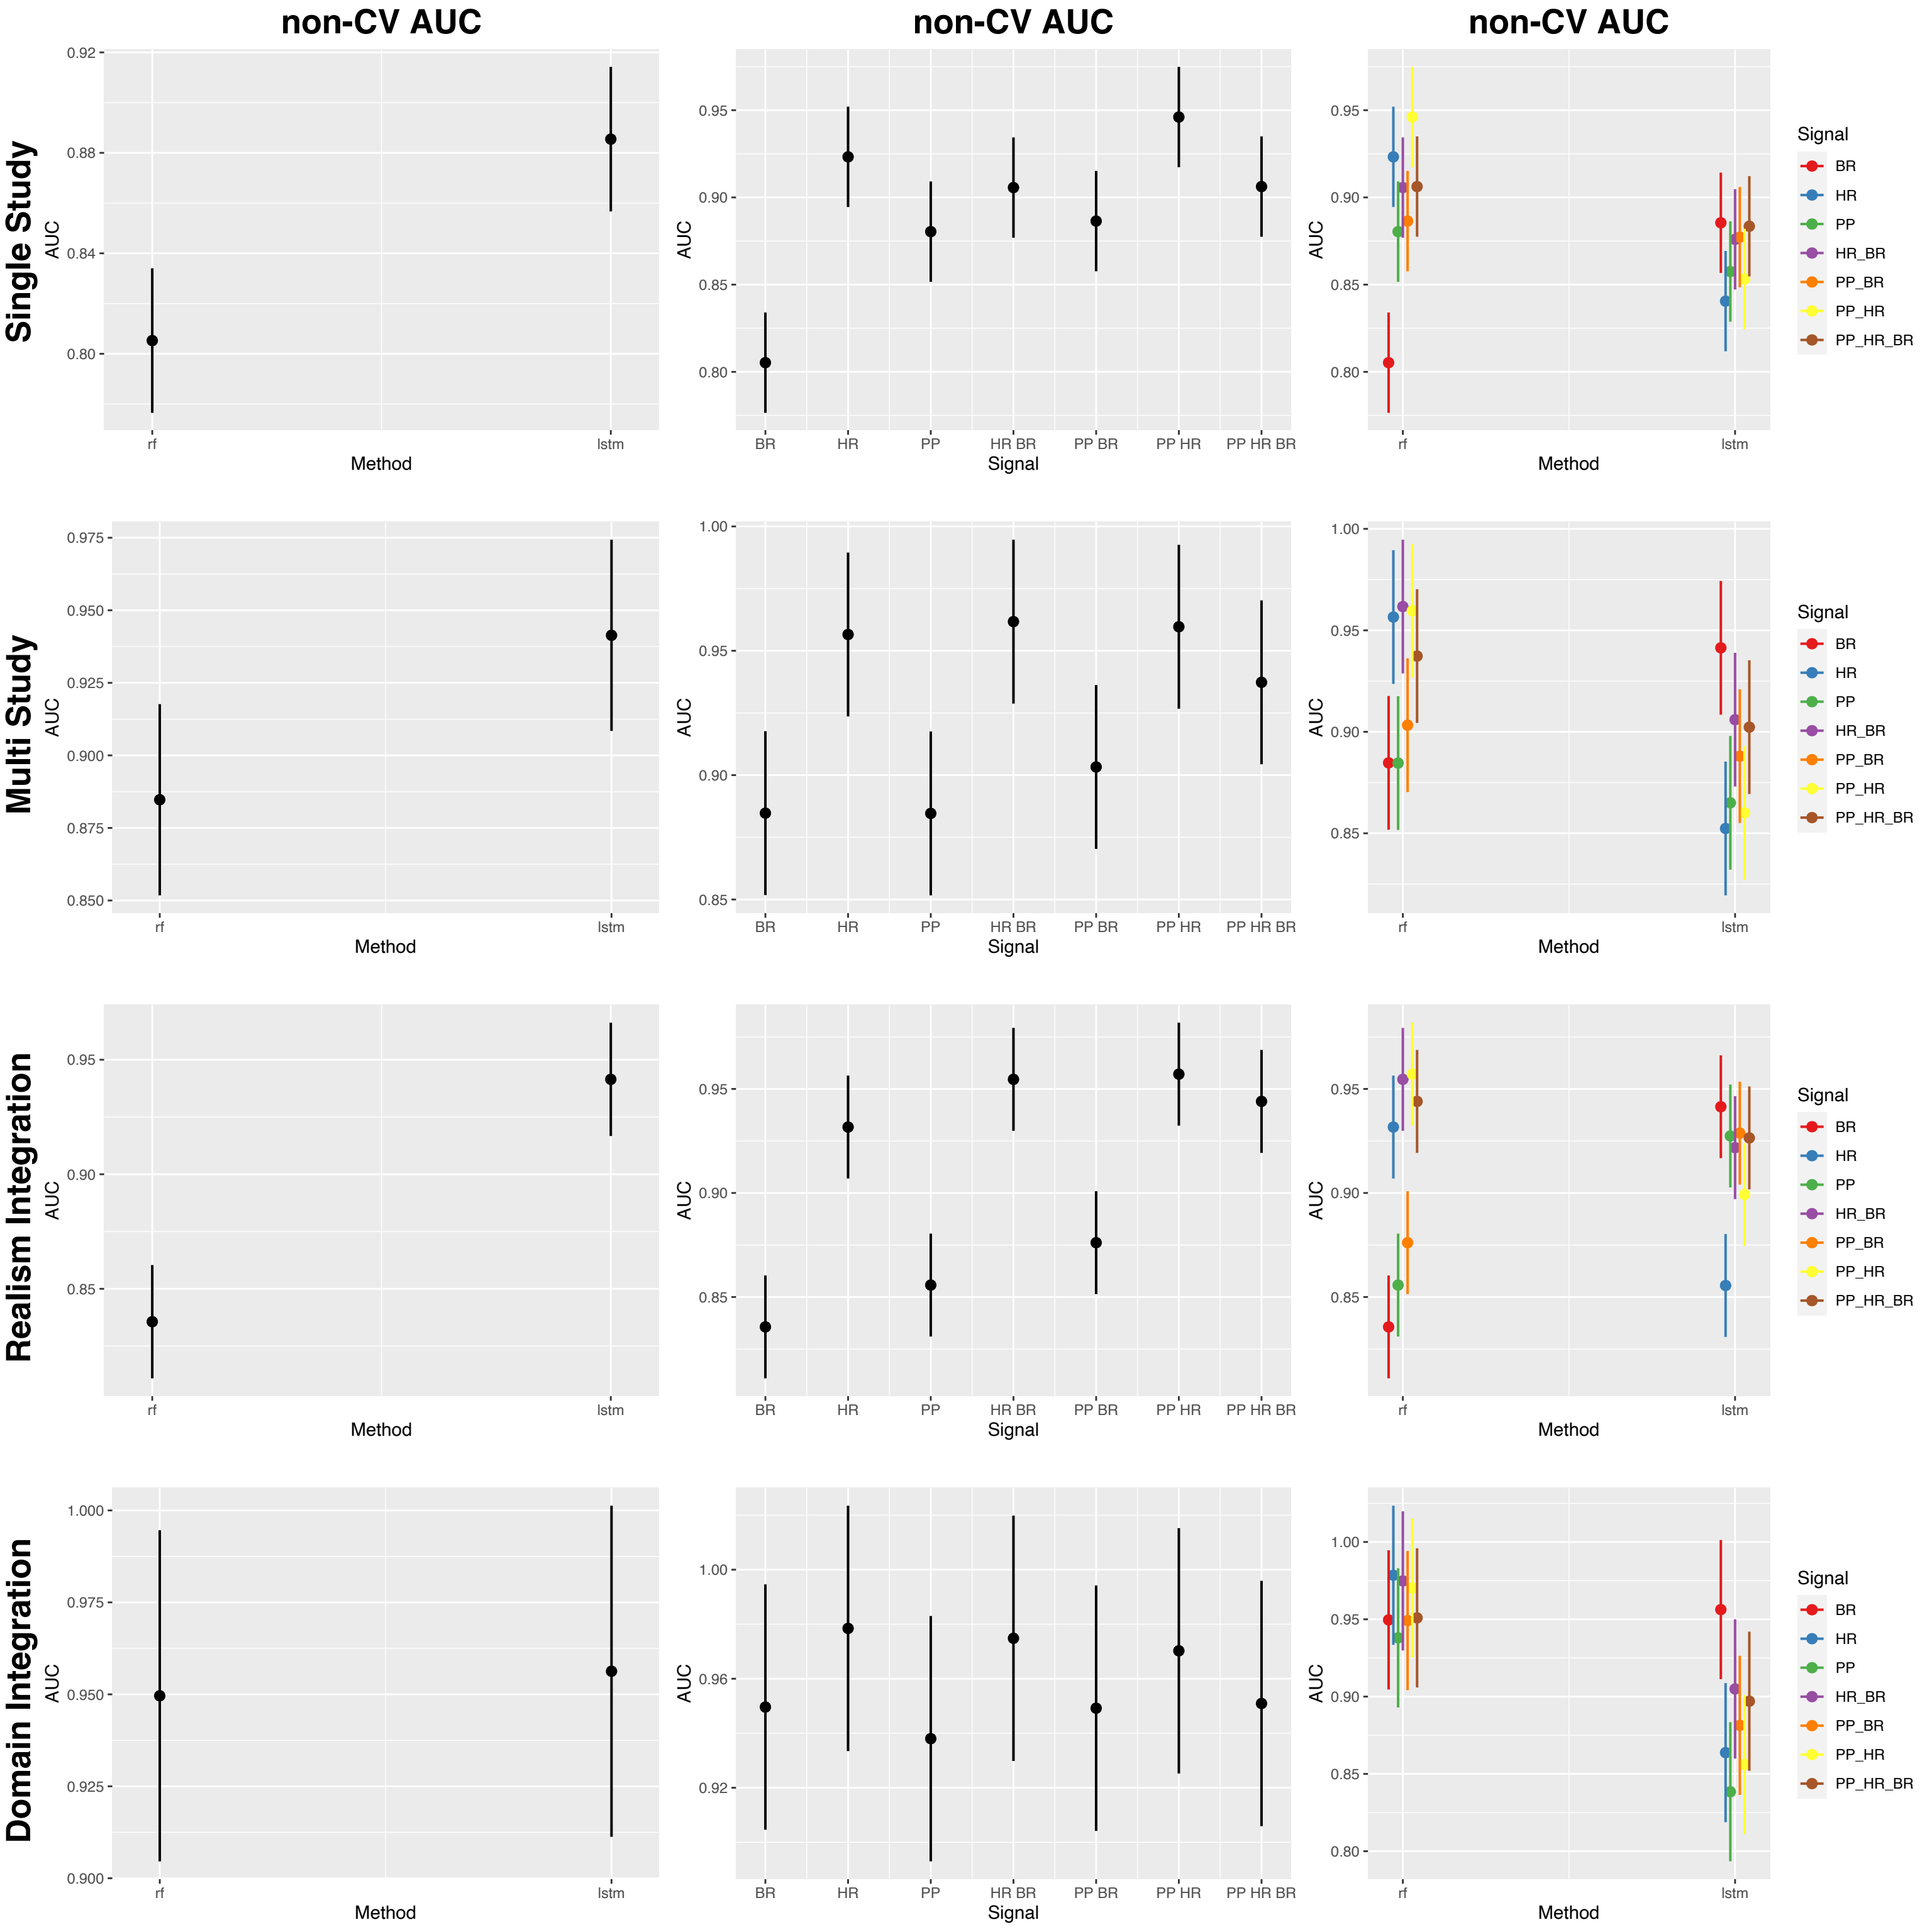 non-CV AUC
non-CV AUC
non-CV AUC
Single Study
AUC
0.92
0.88
0.84
0.80
rf
lstm
Method
AUC
0.95
0.90
0.85
0.80
BR
HR
PP
HR BR
PP BR
PP HR
PP HR BR
Signal
AUC
0.95
0.90
0.85
0.80
rf
lstm
Method
Signal
BR
HR
PP
HR_BR
PP_BR
PP_HR
PP_HR_BR
Multi Study
AUC
0.975
0.950
0.925
0.900
0.875
0.850
rf
lstm
Method
AUC
1.00
0.95
0.90
0.85
BR
HR
PP
HR BR
PP BR
PP HR
PP HR BR
Signal
AUC
1.00
0.95
0.90
0.85
rf
lstm
Method
Signal
BR
HR
PP
HR_BR
PP_BR
PP_HR
PP_HR_BR
Realism Integration
AUC
0.95
0.90
0.85
rf
lstm
Method
AUC
0.95
0.90
0.85
BR
HR
PP
HR BR
PP BR
PP HR
PP HR BR
Signal
AUC
0.95
0.90
0.85
rf
lstm
Method
Signal
BR
HR
PP
HR_BR
PP_BR
PP_HR
PP_HR_BR
Domain Integration
AUC
1.000
0.975
0.950
0.925
0.900
rf
lstm
Method
AUC
1.00
0.96
0.92
BR
HR
PP
HR BR
PP BR
PP HR
PP HR BR
Signal
AUC
1.00
0.95
0.90
0.85
0.80
rf
lstm
Method
Signal
BR
HR
PP
HR_BR
PP_BR
PP_HR
PP_HR_BR